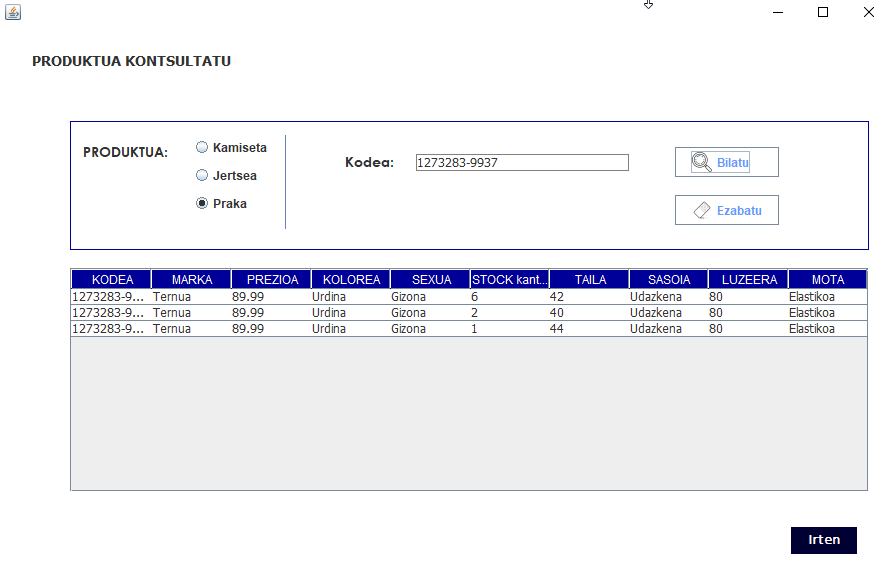 PRODUKTUA KONTSULTATU
PRODUKTUA:
Kamiseta
Jertsea
Praka
Kodea: 1273283-9937
Bilatu
Ezabatu
KODEA MARKA PREZIOA KOLOREA SEXUA STOCK kant... TAILA SASOIA LUZEERA MOTA
1273283-9... Ternua 89.99 Urdina Gizona 6 42 Udazkena 80 Elastikoa
1273283-9... Ternua 89.99 Urdina Gizona 2 40 Udazkena 80 Elastikoa
1273283-9... Ternua 89.99 Urdina Gizona 1 44 Udazkena 80 Elastikoa
Irten